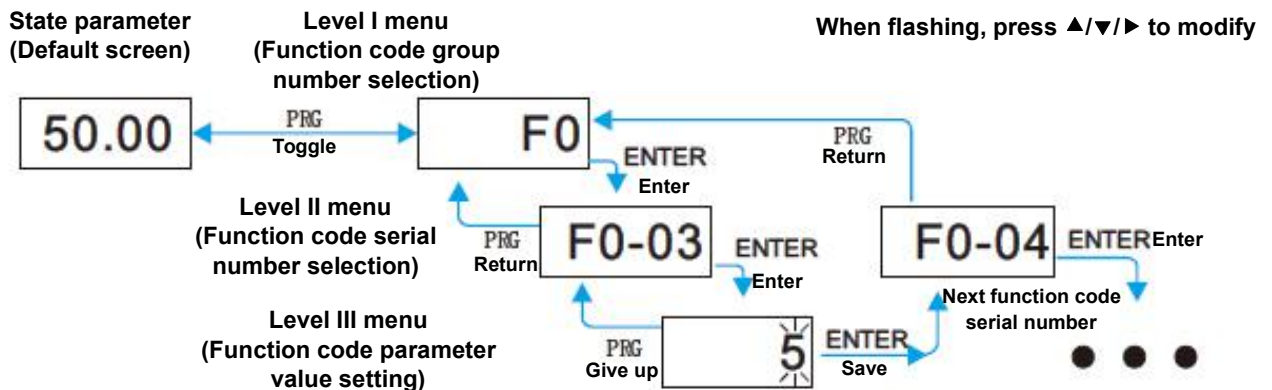 State parameter
(Default screen)
Level I menu
(Function code group
number selection)
When flashing, press ▲/▼/▶ to modify
50.00
PRG
Toggle
F0
ENTER
Enter
PRG
Return
Level II menu
(Function code serial
number selection)
PRG
Return
F0-03
ENTER
Enter
F0-04
ENTER Enter
Next function code
serial number
Level III menu
(Function code parameter
value setting)
PRG
Give up
5
ENTER
Save